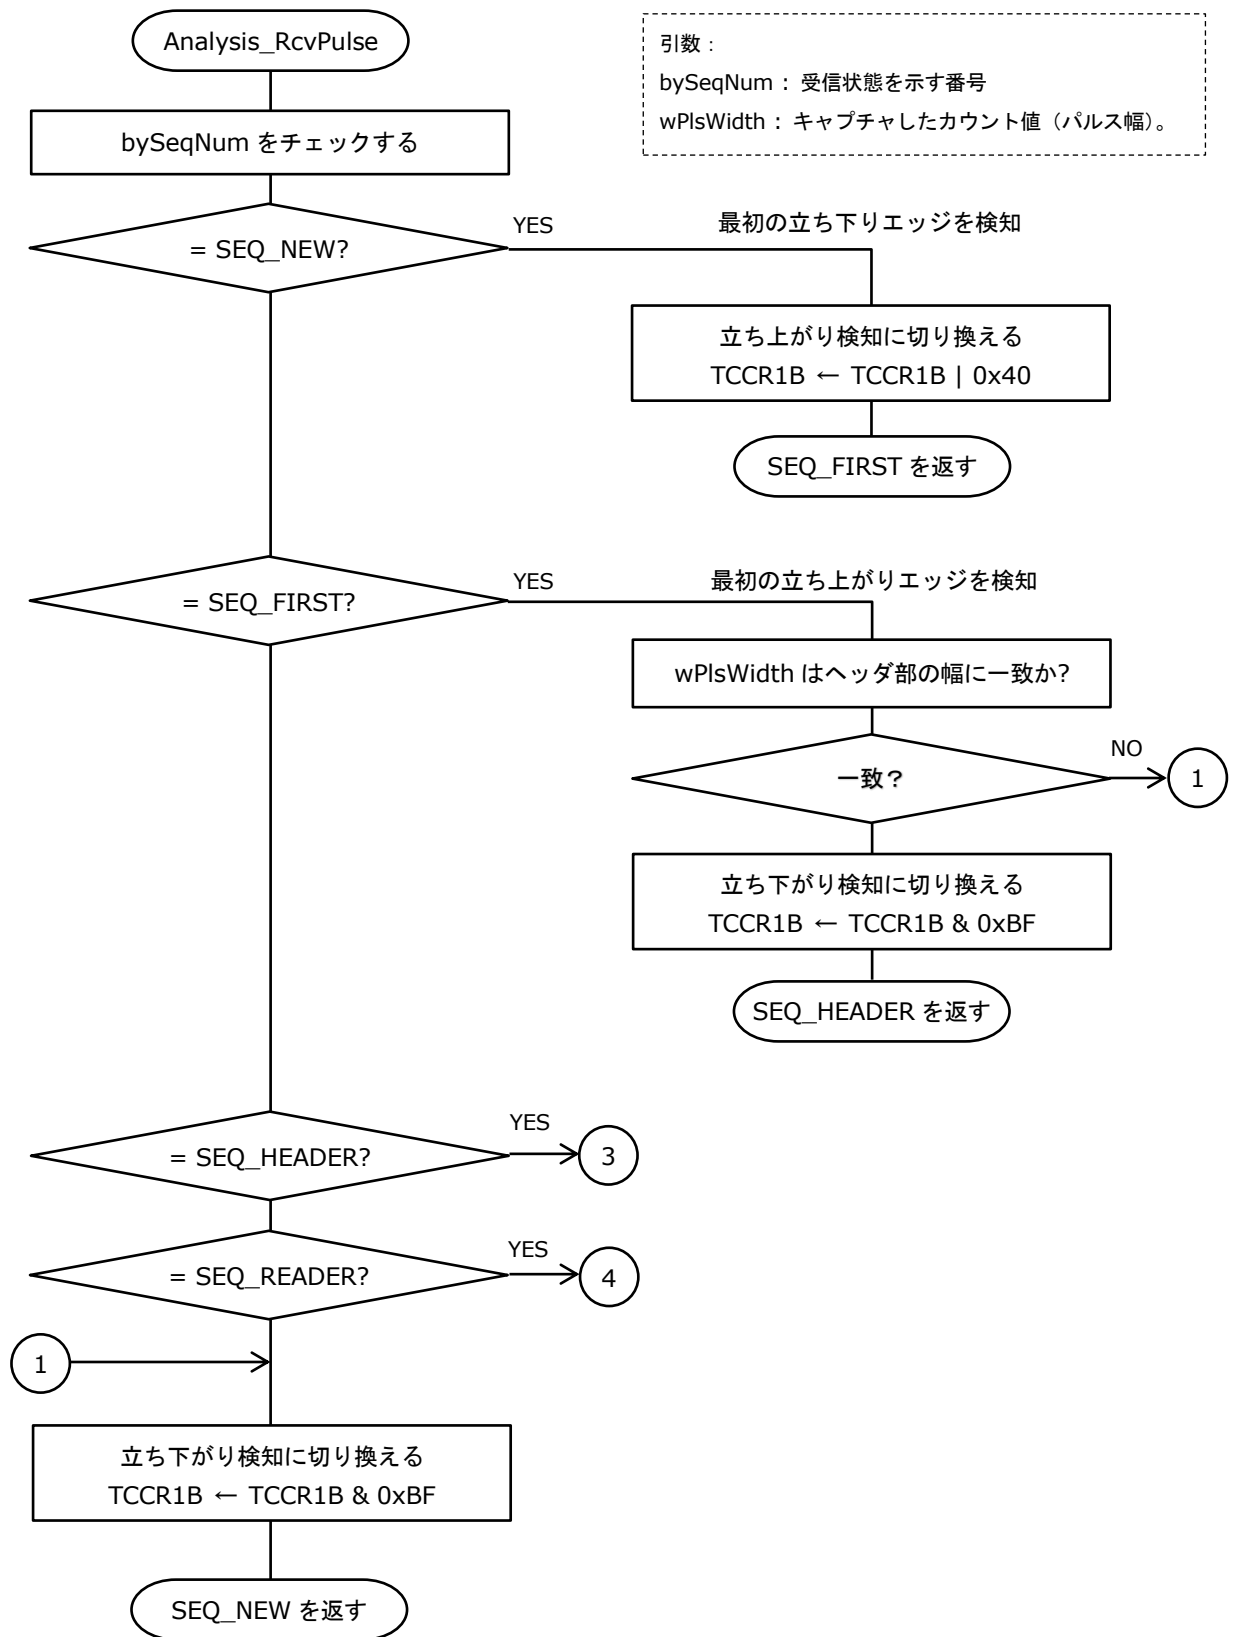 Analysis_RcvPulse
引数：
bySeqNum : 受信状態を示す番号
wPlsWidth : キャプチャしたカウント値（パルス幅）。
bySeqNum をチェックする
= SEQ_NEW?
YES
最初の立ち下りエッジを検知
立ち上がり検知に切り換える
TCCR1B ← TCCR1B | 0x40
SEQ_FIRST を返す
= SEQ_FIRST?
YES
最初の立ち上がりエッジを検知
wPlsWidth はヘッダ部の幅に一致か?
一致？
NO
1
立ち下がり検知に切り換える
TCCR1B ← TCCR1B & 0xBF
SEQ_HEADER を返す
= SEQ_HEADER?
YES
3
= SEQ_READER?
YES
4
1
立ち下がり検知に切り換える
TCCR1B ← TCCR1B & 0xBF
SEQ_NEW を返す